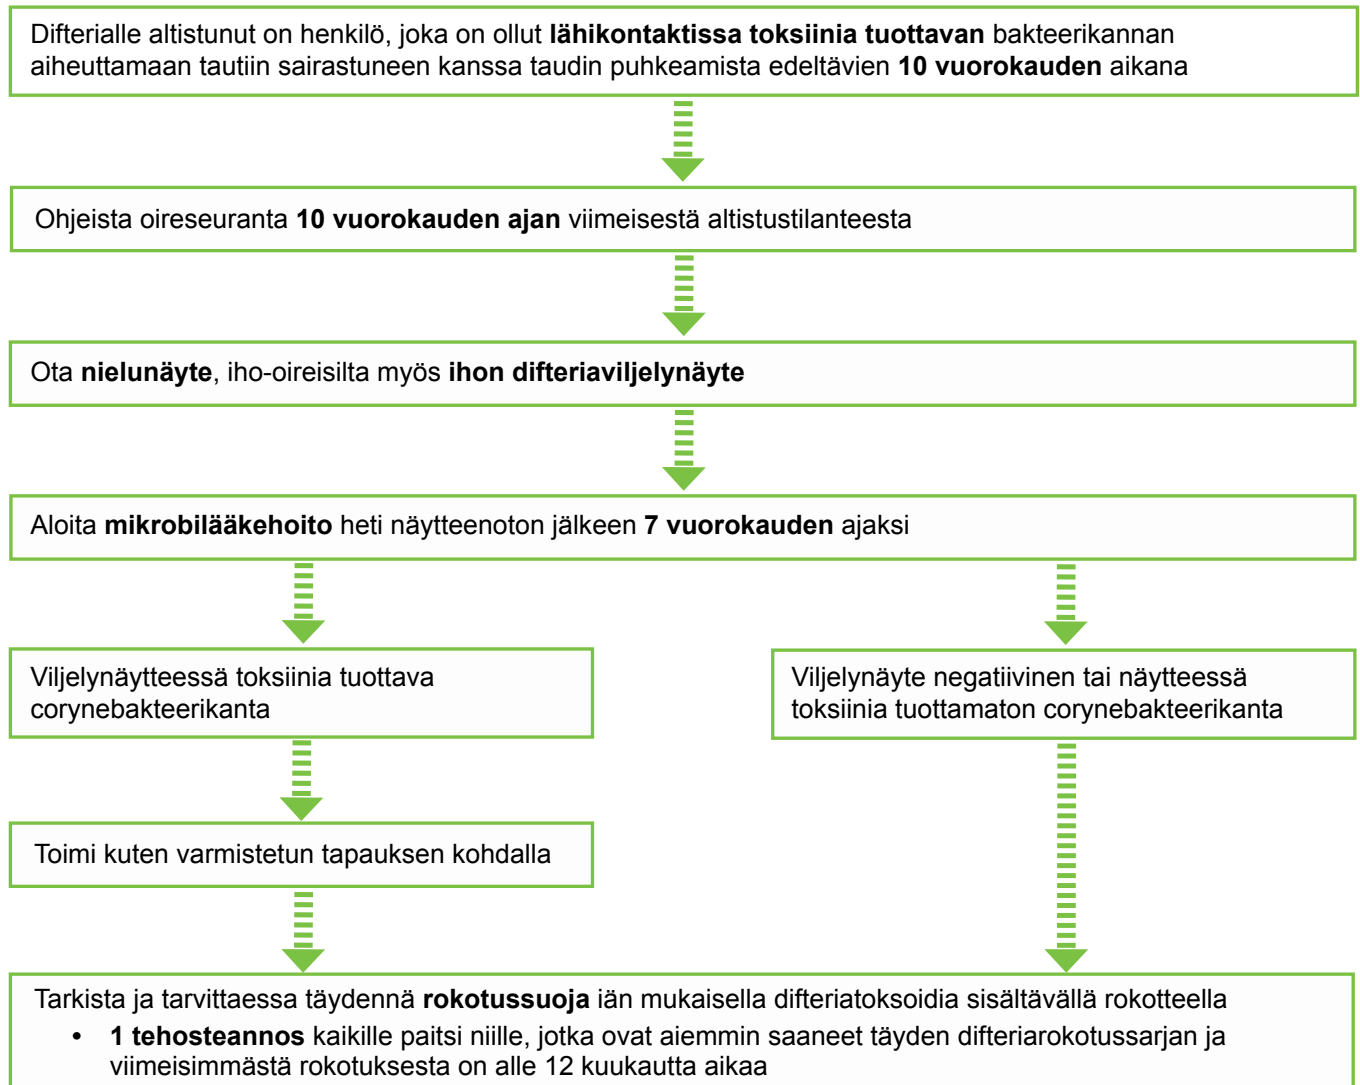 Difterialle altistunut on henkilö, joka on ollut lähikontaktissa toksiinia tuottavan bakteerikannan
aiheuttamaan tautiin sairastuneen kanssa taudin puhkeamista edeltävien 10 vuorokauden aikana
Ohjeista oireseuranta 10 vuorokauden ajan viimeisestä altistustilanteesta
Ota nielunäyte, iho-oireisilta myös ihon difteriaviljelynäyte
Aloita mikrobilääkehoito heti näytteenoton jälkeen 7 vuorokauden ajaksi
Viljelynäytteessä toksiinia tuottava
corynebakteerikanta
Viljelynäyte negatiivinen tai näytteessä
toksiinia tuottamaton corynebakteerikanta
Toimi kuten varmistetun tapauksen kohdalla
Tarkista ja tarvittaessa täydennä rokotussuoja iän mukaisella difteriatoksoidia sisältävällä rokotteella
• 1 tehosteannos kaikille paitsi niille, jotka ovat aiemmin saaneet täyden difteriarokotussarjan ja
viimeisimmästä rokotuksesta on alle 12 kuukautta aikaa